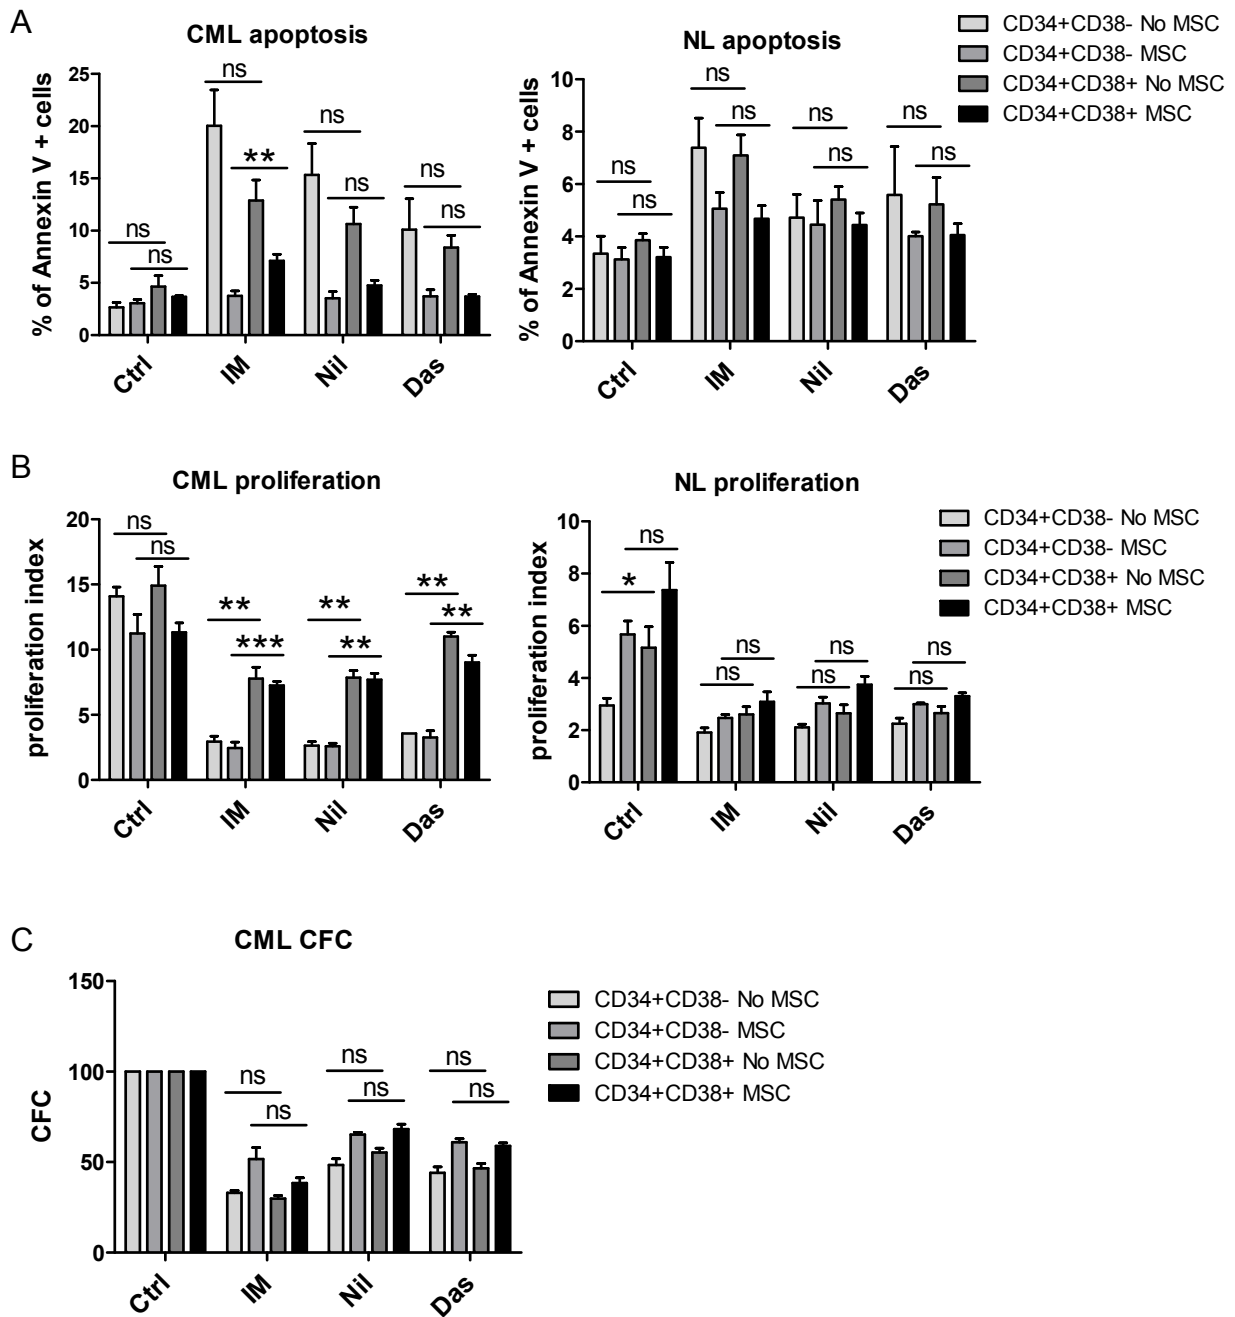 A
CML apoptosis
% of Annexin V + cells
25
20
15
10
5
0
ns
ns
ns
**
ns
ns
ns
ns
Ctrl
IM
Nil
Das
NL apoptosis
% of Annexin V + cells
10
8
6
4
2
0
ns
ns
ns
ns
ns
ns
ns
ns
Ctrl
IM
Nil
Das
CD34+CD38- No MSC
CD34+CD38- MSC
CD34+CD38+ No MSC
CD34+CD38+ MSC
B
CML proliferation
proliferation index
20
15
10
5
0
ns
ns
**
***
**
**
**
**
Ctrl
IM
Nil
Das
NL proliferation
proliferation index
10
8
6
4
2
0
*
ns
ns
ns
ns
ns
ns
ns
Ctrl
IM
Nil
Das
CD34+CD38- No MSC
CD34+CD38- MSC
CD34+CD38+ No MSC
CD34+CD38+ MSC
C
CML CFC
CFC
150
100
50
0
ns
ns
ns
ns
ns
ns
Ctrl
IM
Nil
Das
CD34+CD38- No MSC
CD34+CD38- MSC
CD34+CD38+ No MSC
CD34+CD38+ MSC